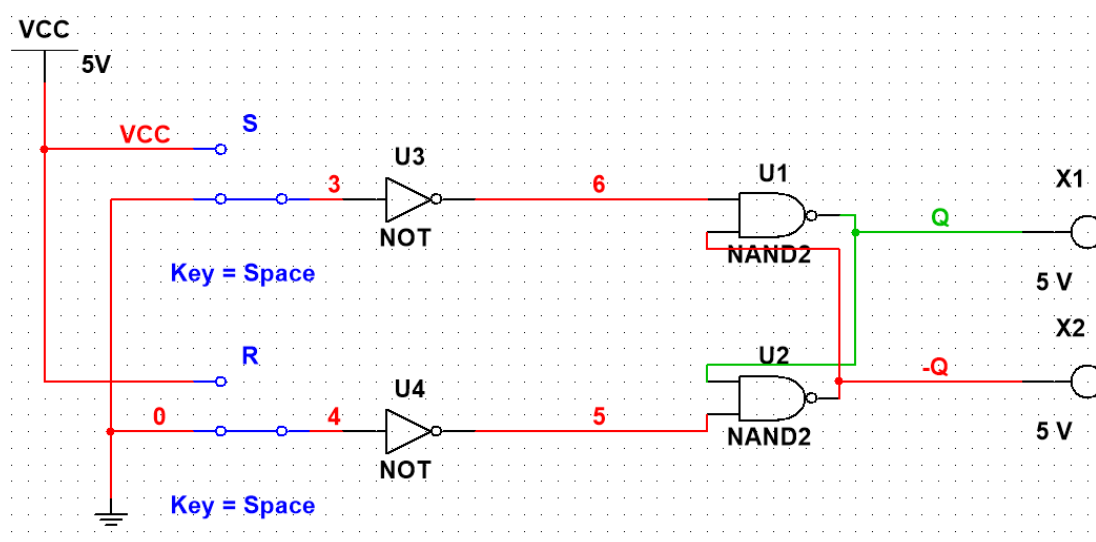 VCC
5V
VCC
S
3
U3
NOT
6
U1
NAND2
Q
X1
5 V
Key = Space
R
0
4
U4
NOT
5
U2
NAND2
-Q
X2
5 V
Key = Space